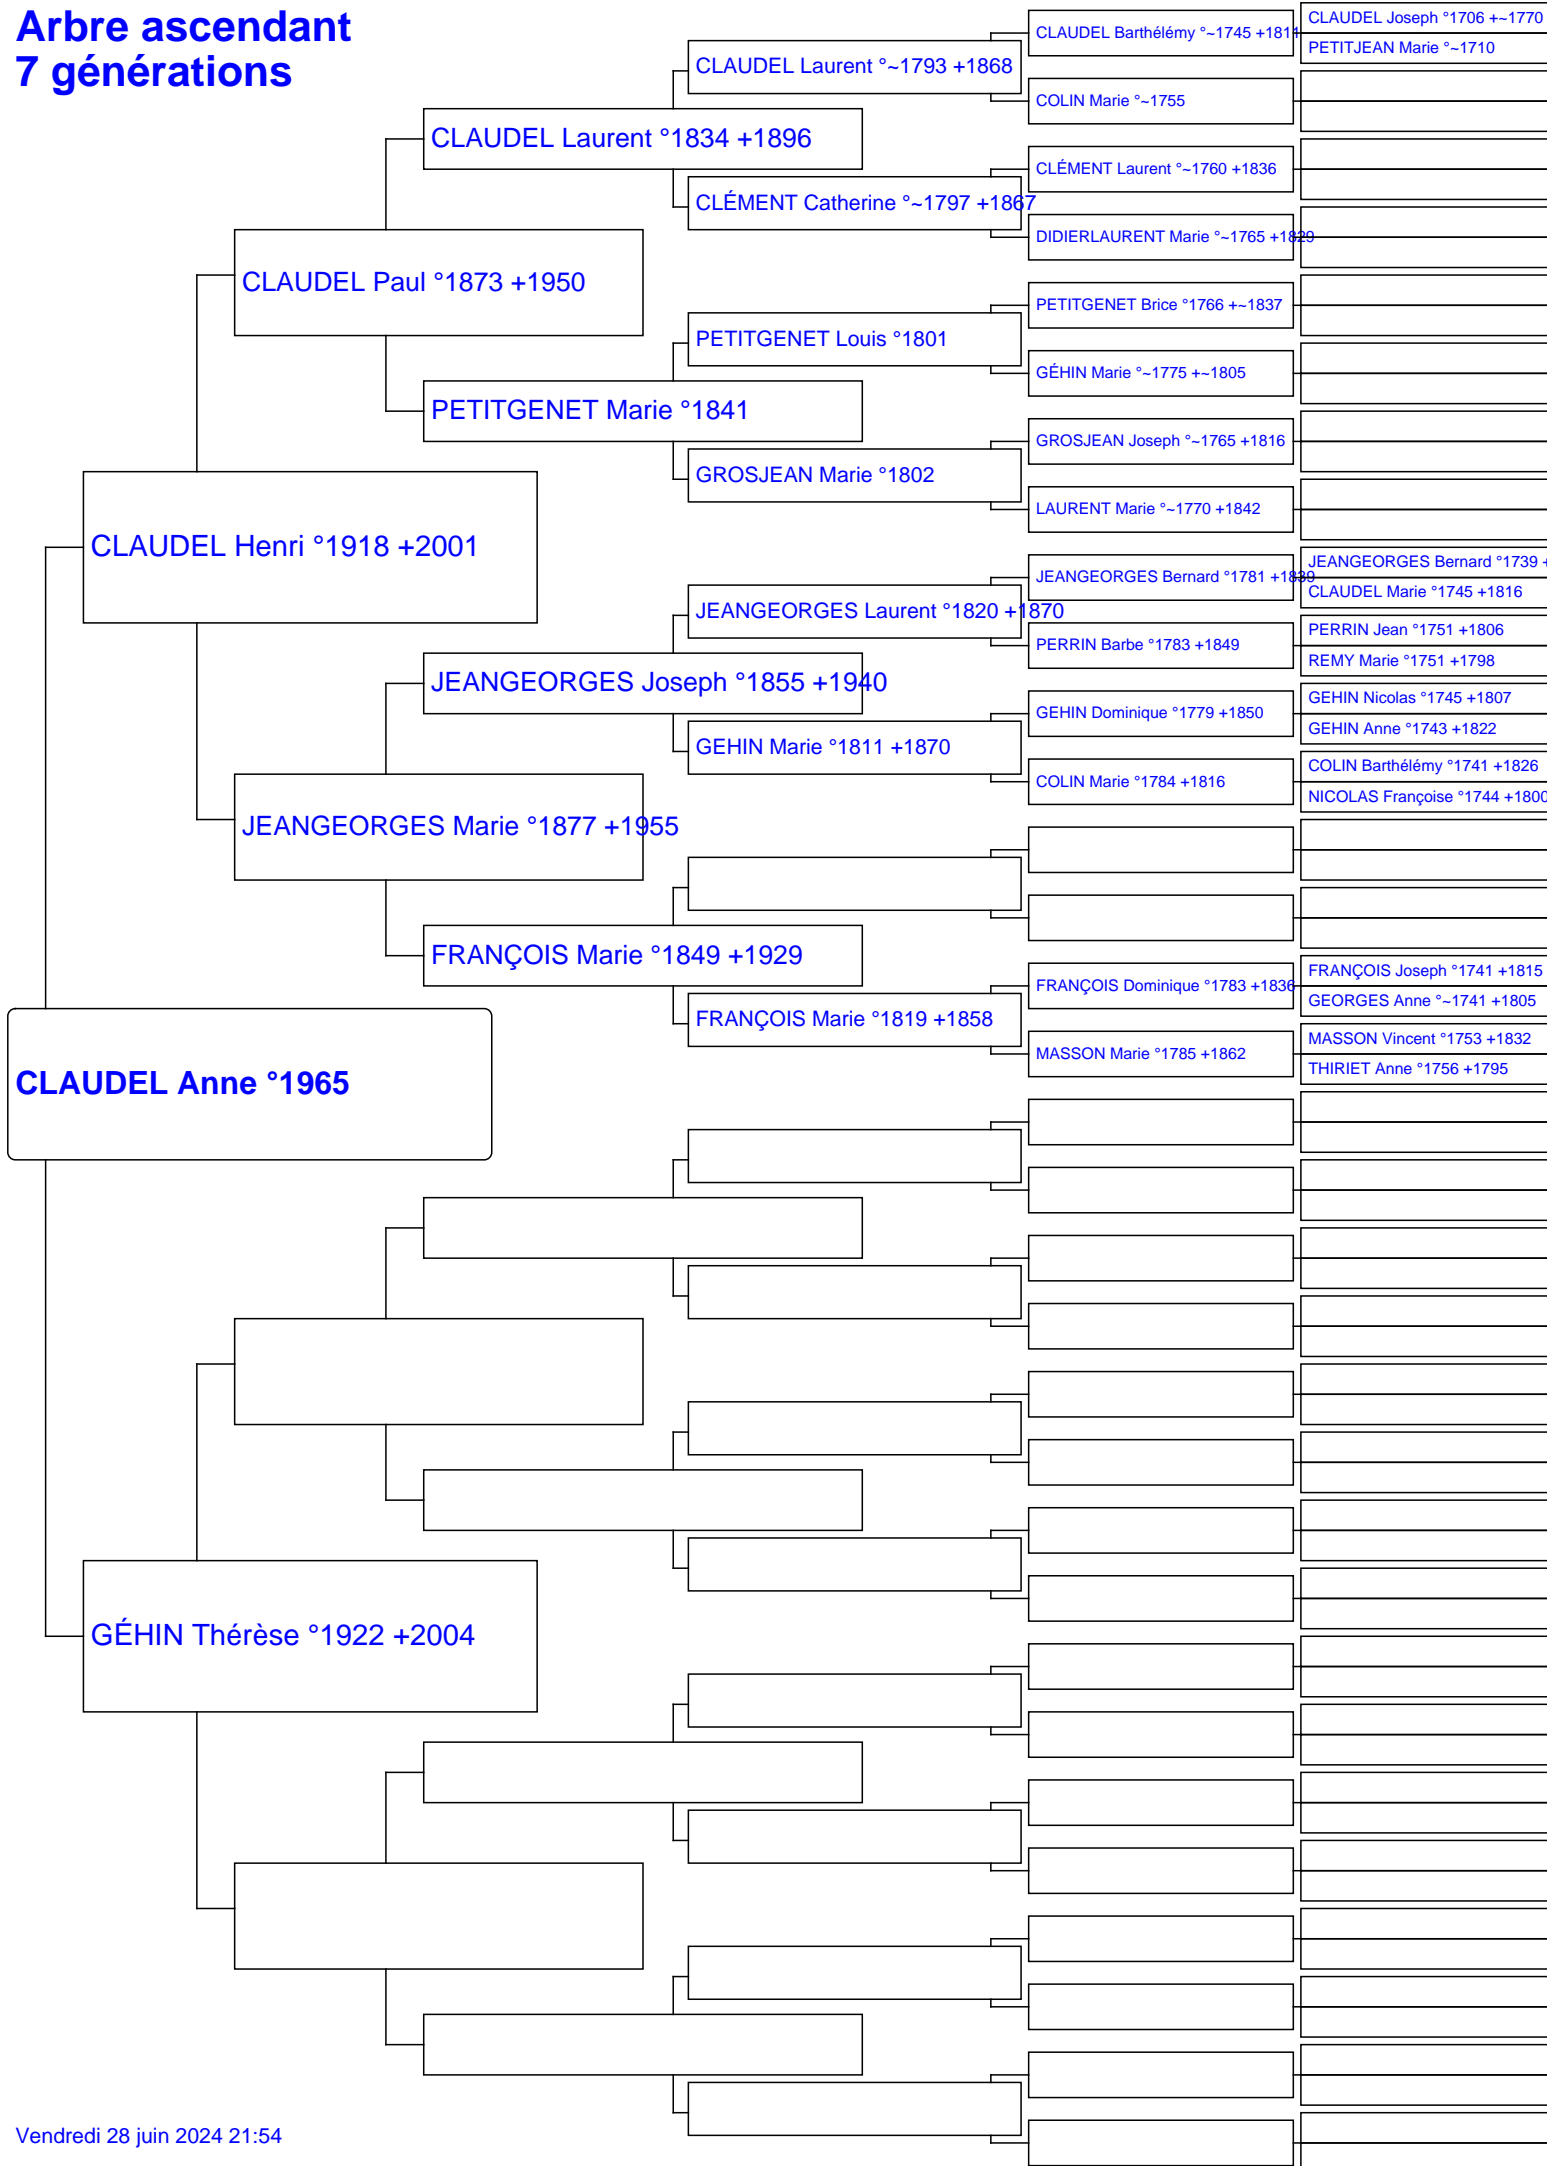 Arbre ascendant
7 générations
CLAUDEL Anne °1965
CLAUDEL Henri °1918 +2001
GÉHIN Thérèse °1922 +2004
CLAUDEL Paul °1873 +1950
JEANGEORGES Marie °1877 +1955
CLAUDEL Laurent °1834 +1896
PETITGENET Marie °1841
JEANGEORGES Joseph °1855 +1940
FRANÇOIS Marie °1849 +1929
CLAUDEL Laurent °~1793 +1868
CLÉMENT Catherine °~1797 +1867
PETITGENET Louis °1801
GROSJEAN Marie °1802
JEANGEORGES Laurent °1820 +1870
GEHIN Marie °1811 +1870
FRANÇOIS Marie °1819 +1858
CLAUDEL Barthélémy °~1745 +1811
COLIN Marie °~1755
CLÉMENT Laurent °~1760 +1836
DIDIERLAURENT Marie °~1765 +1829
PETITGENET Brice °1766 +~1837
GÉHIN Marie °~1775 +~1805
GROSJEAN Joseph °~1765 +1816
LAURENT Marie °~1770 +1842
JEANGEORGES Bernard °1781 +1839
PERRIN Barbe °1783 +1849
GEHIN Dominique °1779 +1850
COLIN Marie °1784 +1816
FRANÇOIS Dominique °1783 +1836
MASSON Marie °1785 +1862
CLAUDEL Joseph °1706 +~1770
PETITJEAN Marie °~1710
JEANGEORGES Bernard °1739 +
CLAUDEL Marie °1745 +1816
PERRIN Jean °1751 +1806
REMY Marie °1751 +1798
GEHIN Nicolas °1745 +1807
GEHIN Anne °1743 +1822
COLIN Barthélémy °1741 +1826
NICOLAS Françoise °1744 +1800
FRANÇOIS Joseph °1741 +1815
GEORGES Anne °~1741 +1805
MASSON Vincent °1753 +1832
THIRIET Anne °1756 +1795
Vendredi 28 juin 2024 21:54